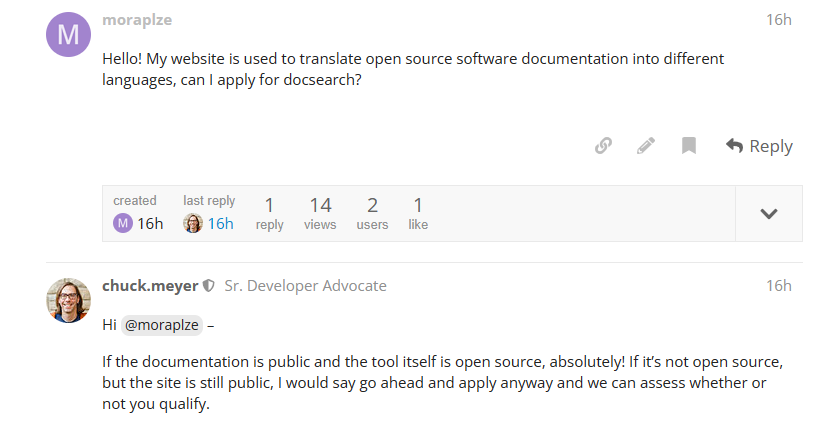 M
moraplze 16h
Hello! My website is used to translate open source software documentation into different
languages, can I apply for docsearch?
Reply
created last reply 1 14 2 1
M 16h 16h reply views users like
chuck.meyer Sr. Developer Advocate 16h
Hi @moraplze –
If the documentation is public and the tool itself is open source, absolutely! If it’s not open source,
but the site is still public, I would say go ahead and apply anyway and we can assess whether or
not you qualify.